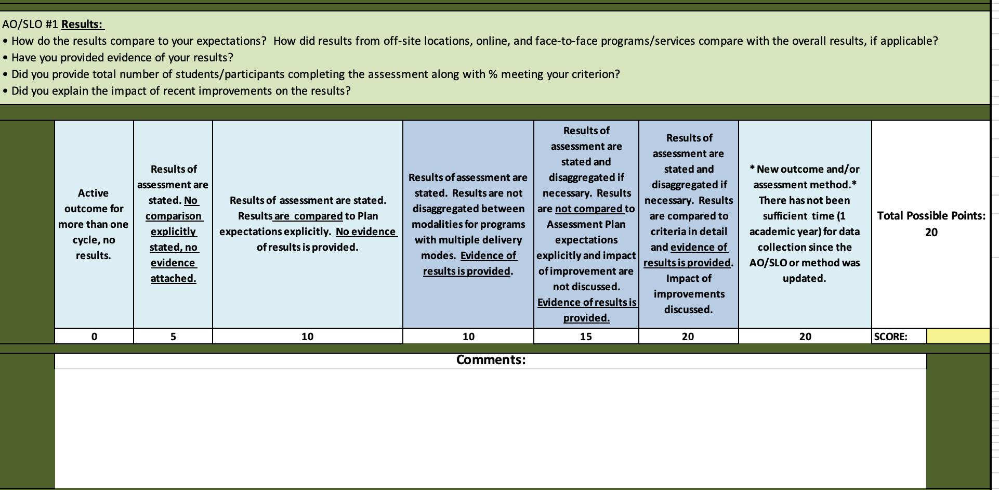 AO/SLO #1 Results:
• How do the results compare to your expectations?  How did results from off-site locations, online, and face-to-face programs/services compare with the overall results, if applicable?
• Have you provided evidence of your results?
• Did you provide total number of students/participants completing the assessment along with % meeting your criterion?
• Did you explain the impact of recent improvements on the results?
Active
outcome for
more than one
cycle, no
results.
Results of
assessment are
stated. No
comparison
explicitly
stated, no
evidence
attached.
Results of assessment are stated.
Results are  compared to Plan
expectations explicitly.  No evidence
of results is provided.
Results of assessment are
stated.  Results are not
disaggregated between
modalities for programs
with multiple delivery
modes.  Evidence of
results is provided.
Results of
assessment are
stated and
disaggregated if
necessary.  Results
are not compared to
Assessment Plan
expectations
explicitly and impact
of improvement are
not discussed.
Evidence of results is
provided.
Results of
assessment are
stated and
disaggregated if
necessary.  Results
are compared to
criteria in detail
and evidence of
results is provided.
Impact of
improvements
discussed.
* New outcome and/or
assessment method.*
There has not been
sufficient  time (1
academic year) for data
collection since the
AO/SLO or method was
updated.
Total Possible Points:
20
0
5
10
10
15
20
20
SCORE:
Comments: